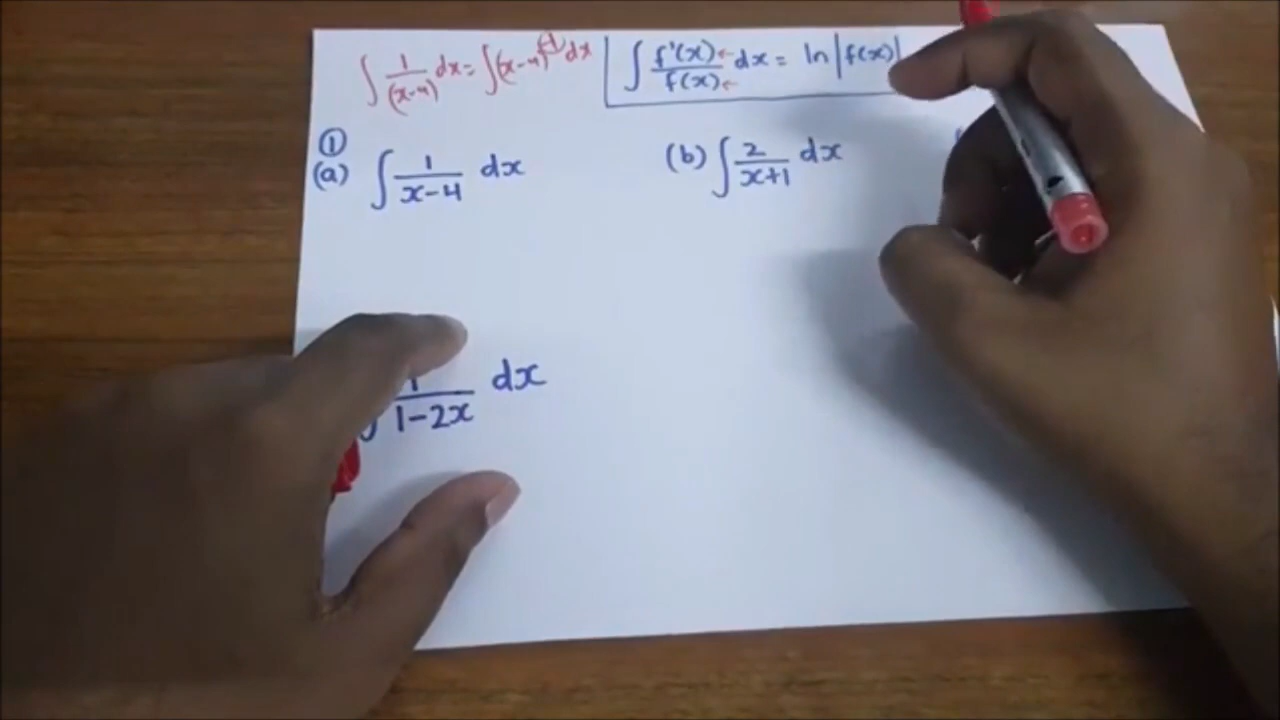 ∫ 1/(x-4) dx = ∫(x-4)^(-1) dx
∫ f'(x)/f(x) dx = ln|f(x)|
①
(a) ∫ 1/(x-4) dx
(b) ∫ 2/(x+1) dx
∫ 1/(1-2x) dx